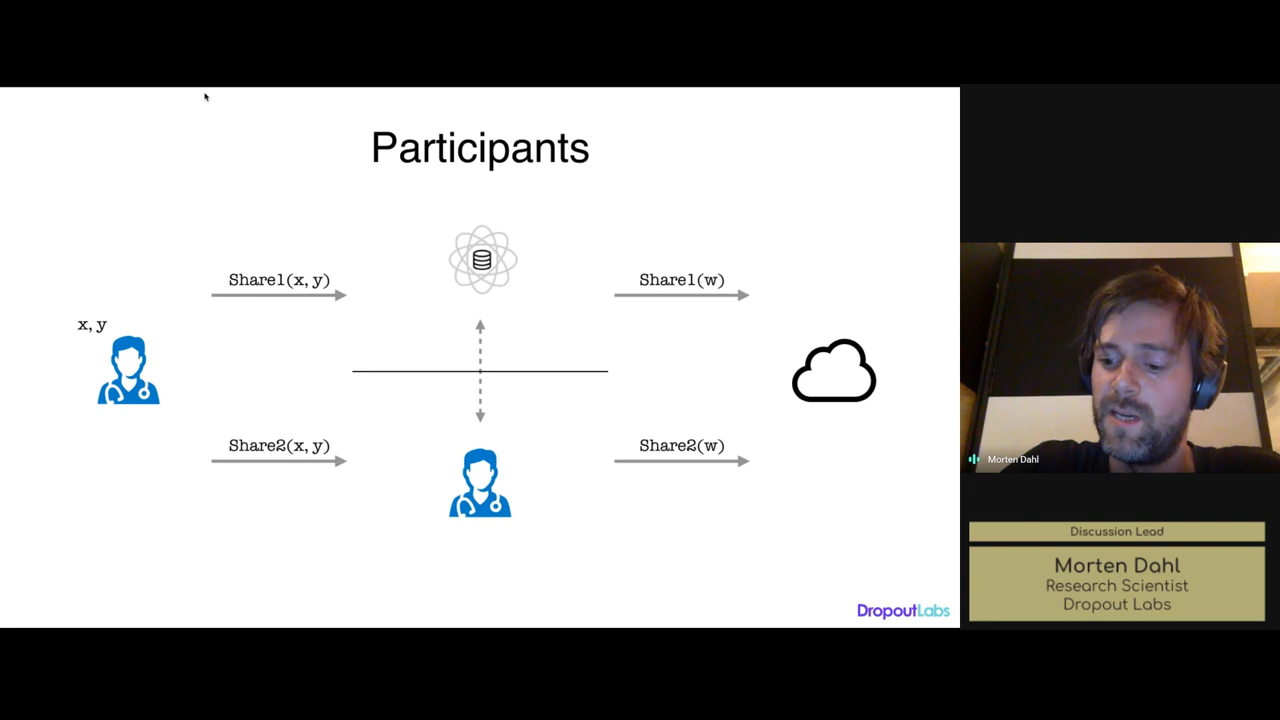 Participants
Share1(x, y)
Share1(w)
x, y
Share2(x, y)
Share2(w)
DropoutLabs
Morten Dahl
Discussion Lead
Morten Dahl
Research Scientist
Dropout Labs